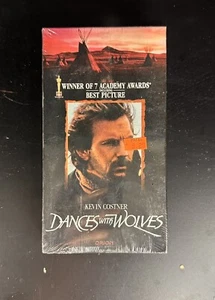 WINNER OF 7 ACADEMY AWARDS
BEST PICTURE
KEVIN COSTNER
DANCES WITH WOLVES